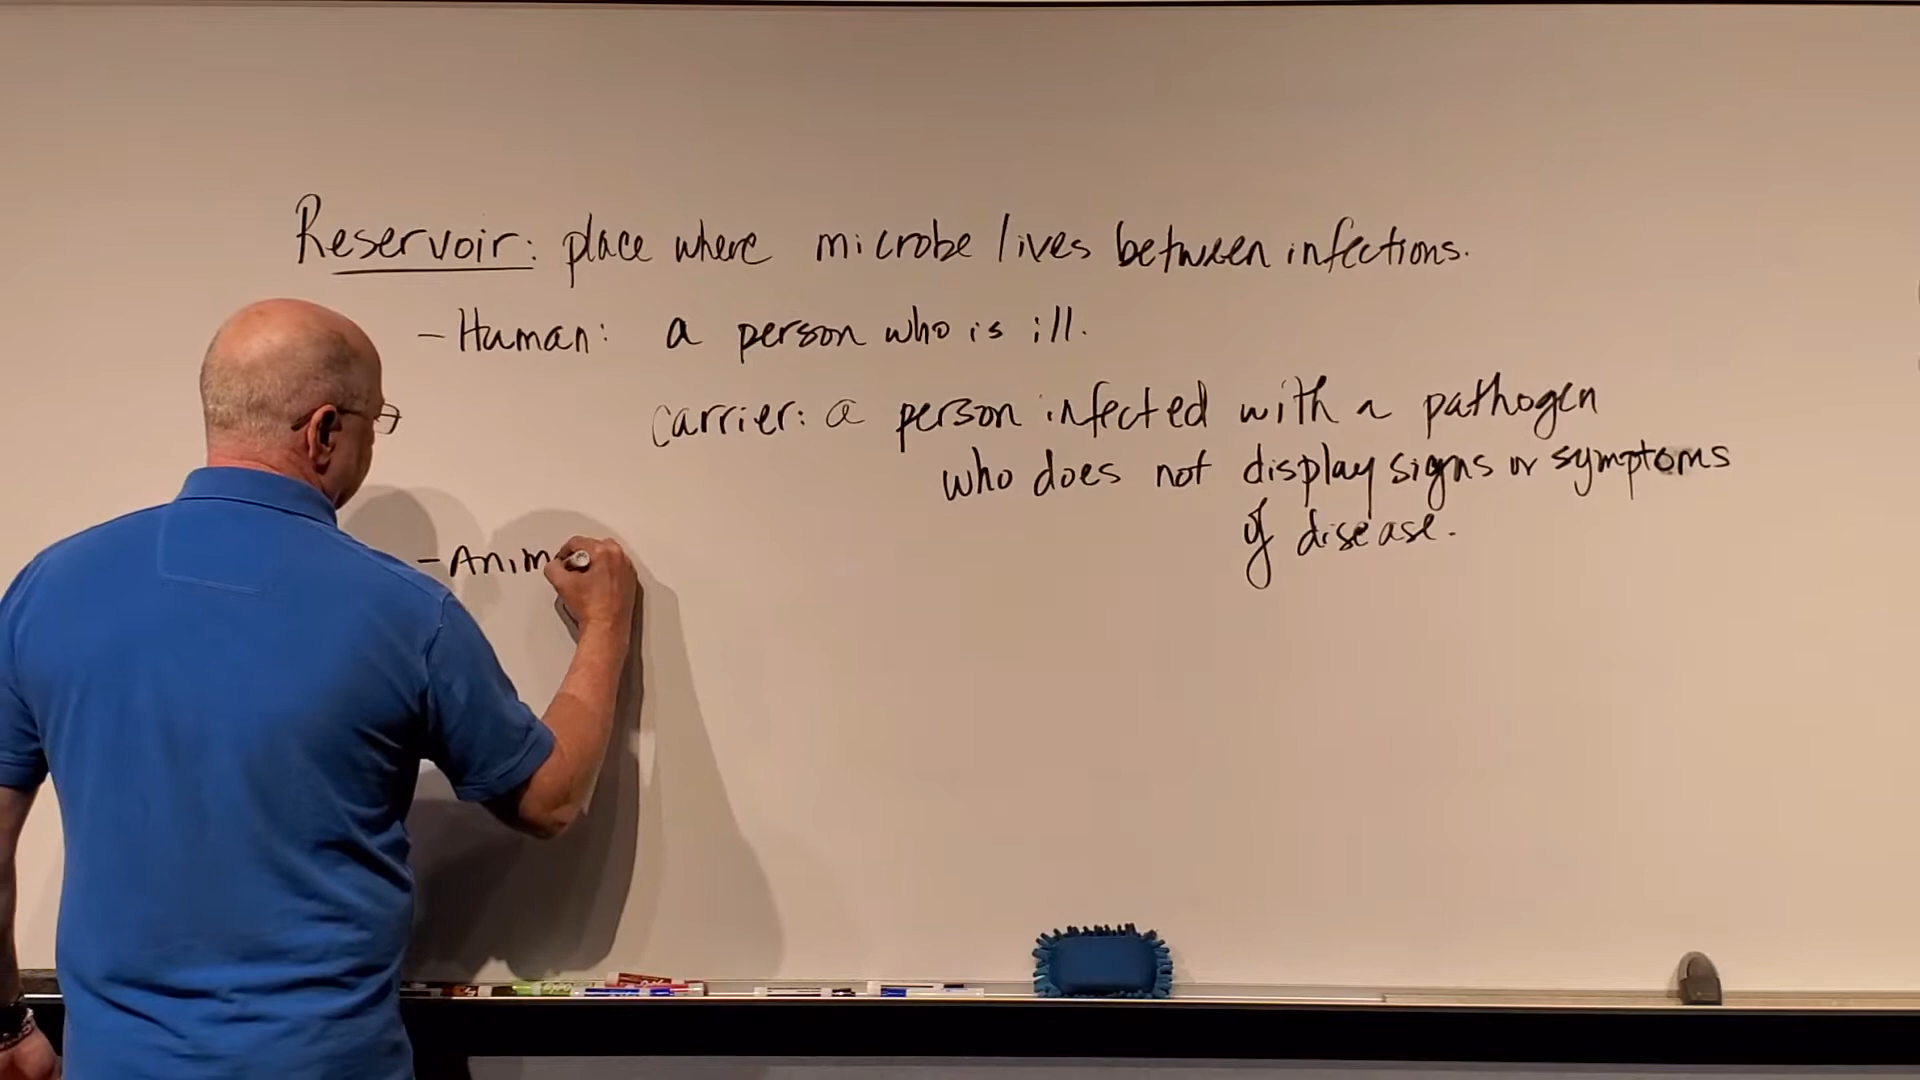 Reservoir: place where microbe lives between infections.
- Human: a person who is ill.
carrier: a person infected with a pathogen
who does not display signs or symptoms
of disease.
- Anim